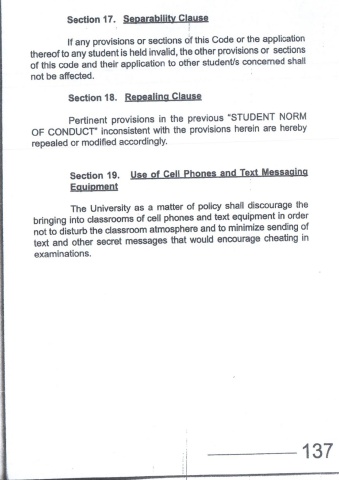 Section 17. Separability Clause
If any provisions or sections of this Code or the application
thereof to any student is held invalid, the other provisions or sections
of this code and their application to other student/s concerned shall
not be affected.
Section 18. Repealing Clause
Pertinent provisions in the previous "STUDENT NORM
OF CONDUCT" inconsistent with the provisions herein are hereby
repealed or modified accordingly.
Section 19. Use of Cell Phones and Text Messaging
Equipment
The University as a matter of policy shall discourage the
bringing into classrooms of cell phones and text equipment in order
not to disturb the classroom atmosphere and to minimize sending of
text and other secret messages that would encourage cheating in
examinations.
137